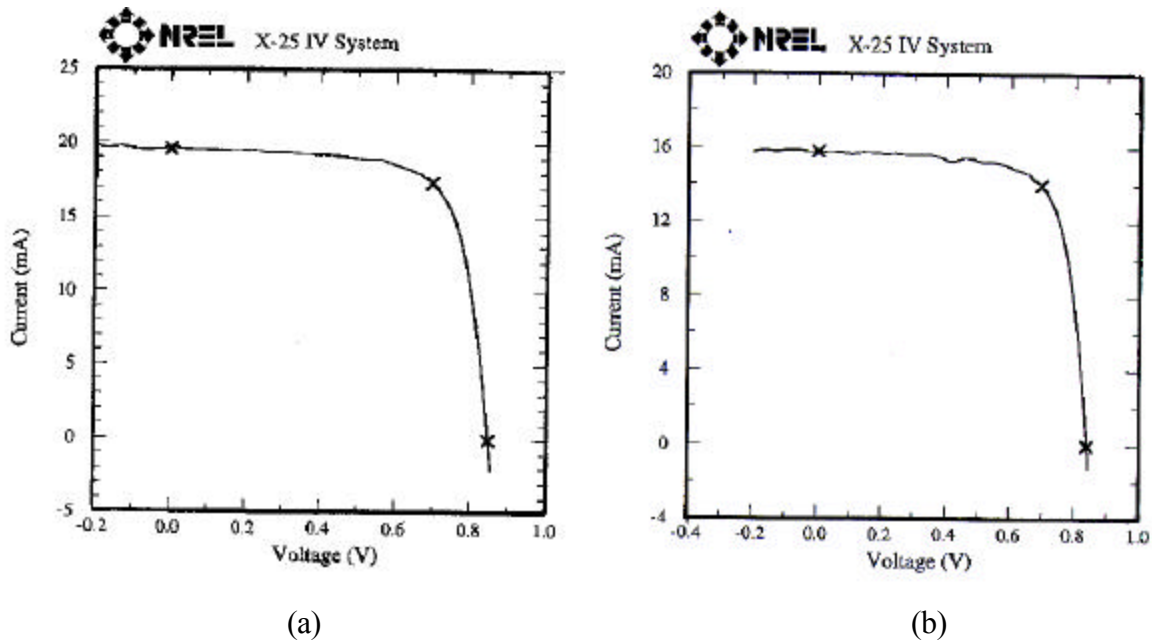 NREL X-25 IV System
25
20
15
10
5
0
-5
-0.2 0.0 0.2 0.4 0.6 0.8 1.0
Current (mA)
Voltage (V)
(a)
NREL X-25 IV System
20
16
12
8
4
0
-4
-0.4 -0.2 0.0 0.2 0.4 0.6 0.8 1.0
Current (mA)
Voltage (V)
(b)